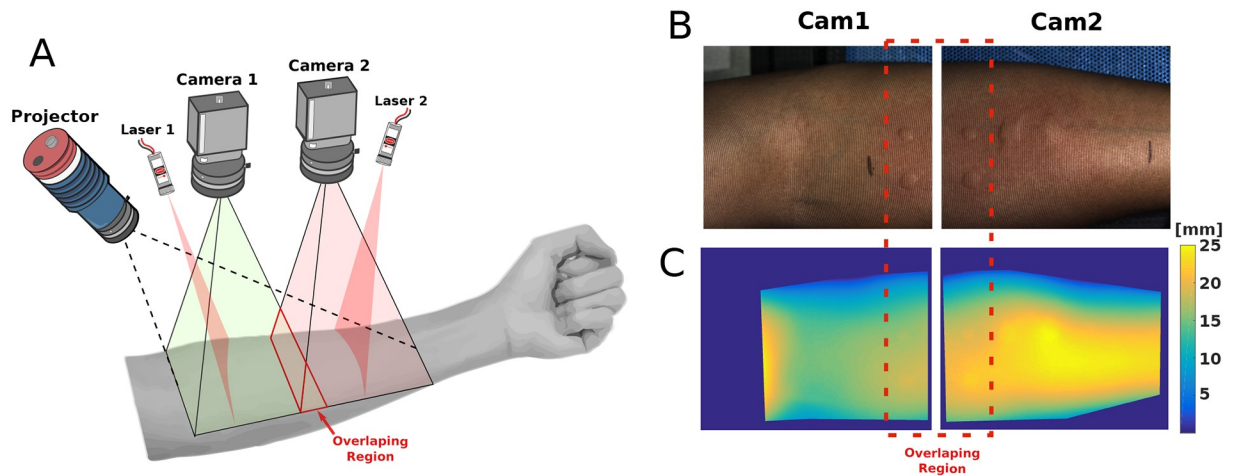 A
Projector
Laser 1
Camera 1
Camera 2
Laser 2
Overlaping
Region
B
Cam1
Cam2
C
[mm]
25
20
15
10
5
Overlaping
Region